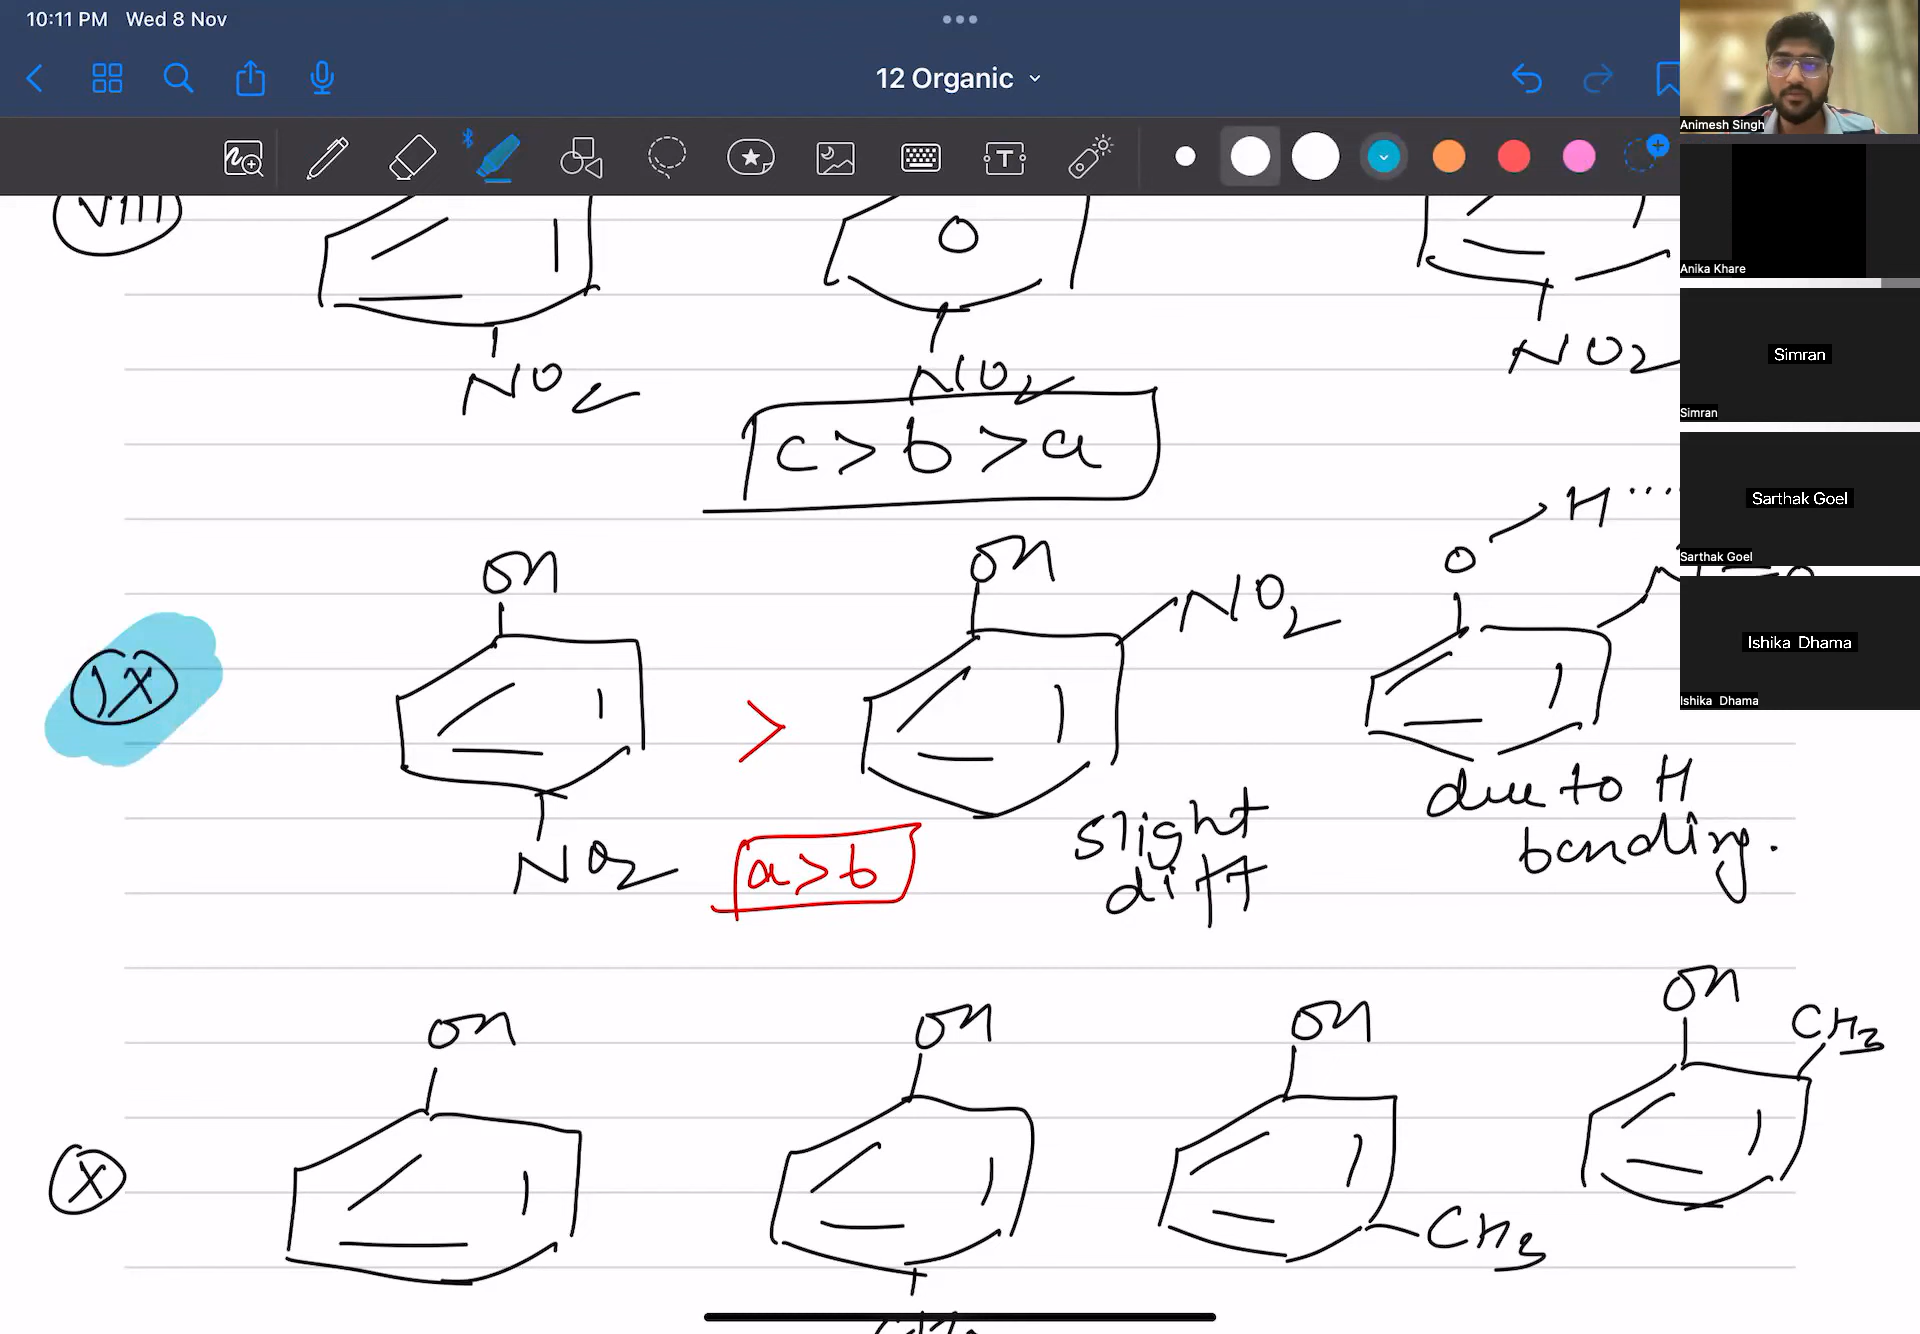 10:11 PM Wed 8 Nov
12 Organic
T
Animesh Singh
Anika Khare
Simran
Simran
Sarthak Goel
Sarthak Goel
Ishika Dhama
Ishika Dhama
VIII
NO2
NO2
NO2
c > b > a
H ....
OH
OH
O
NO2
IX
>
NO2
a > b
slight
diff
due to H
bonding.
OH
OH
OH
OH
CH3
X
CH3